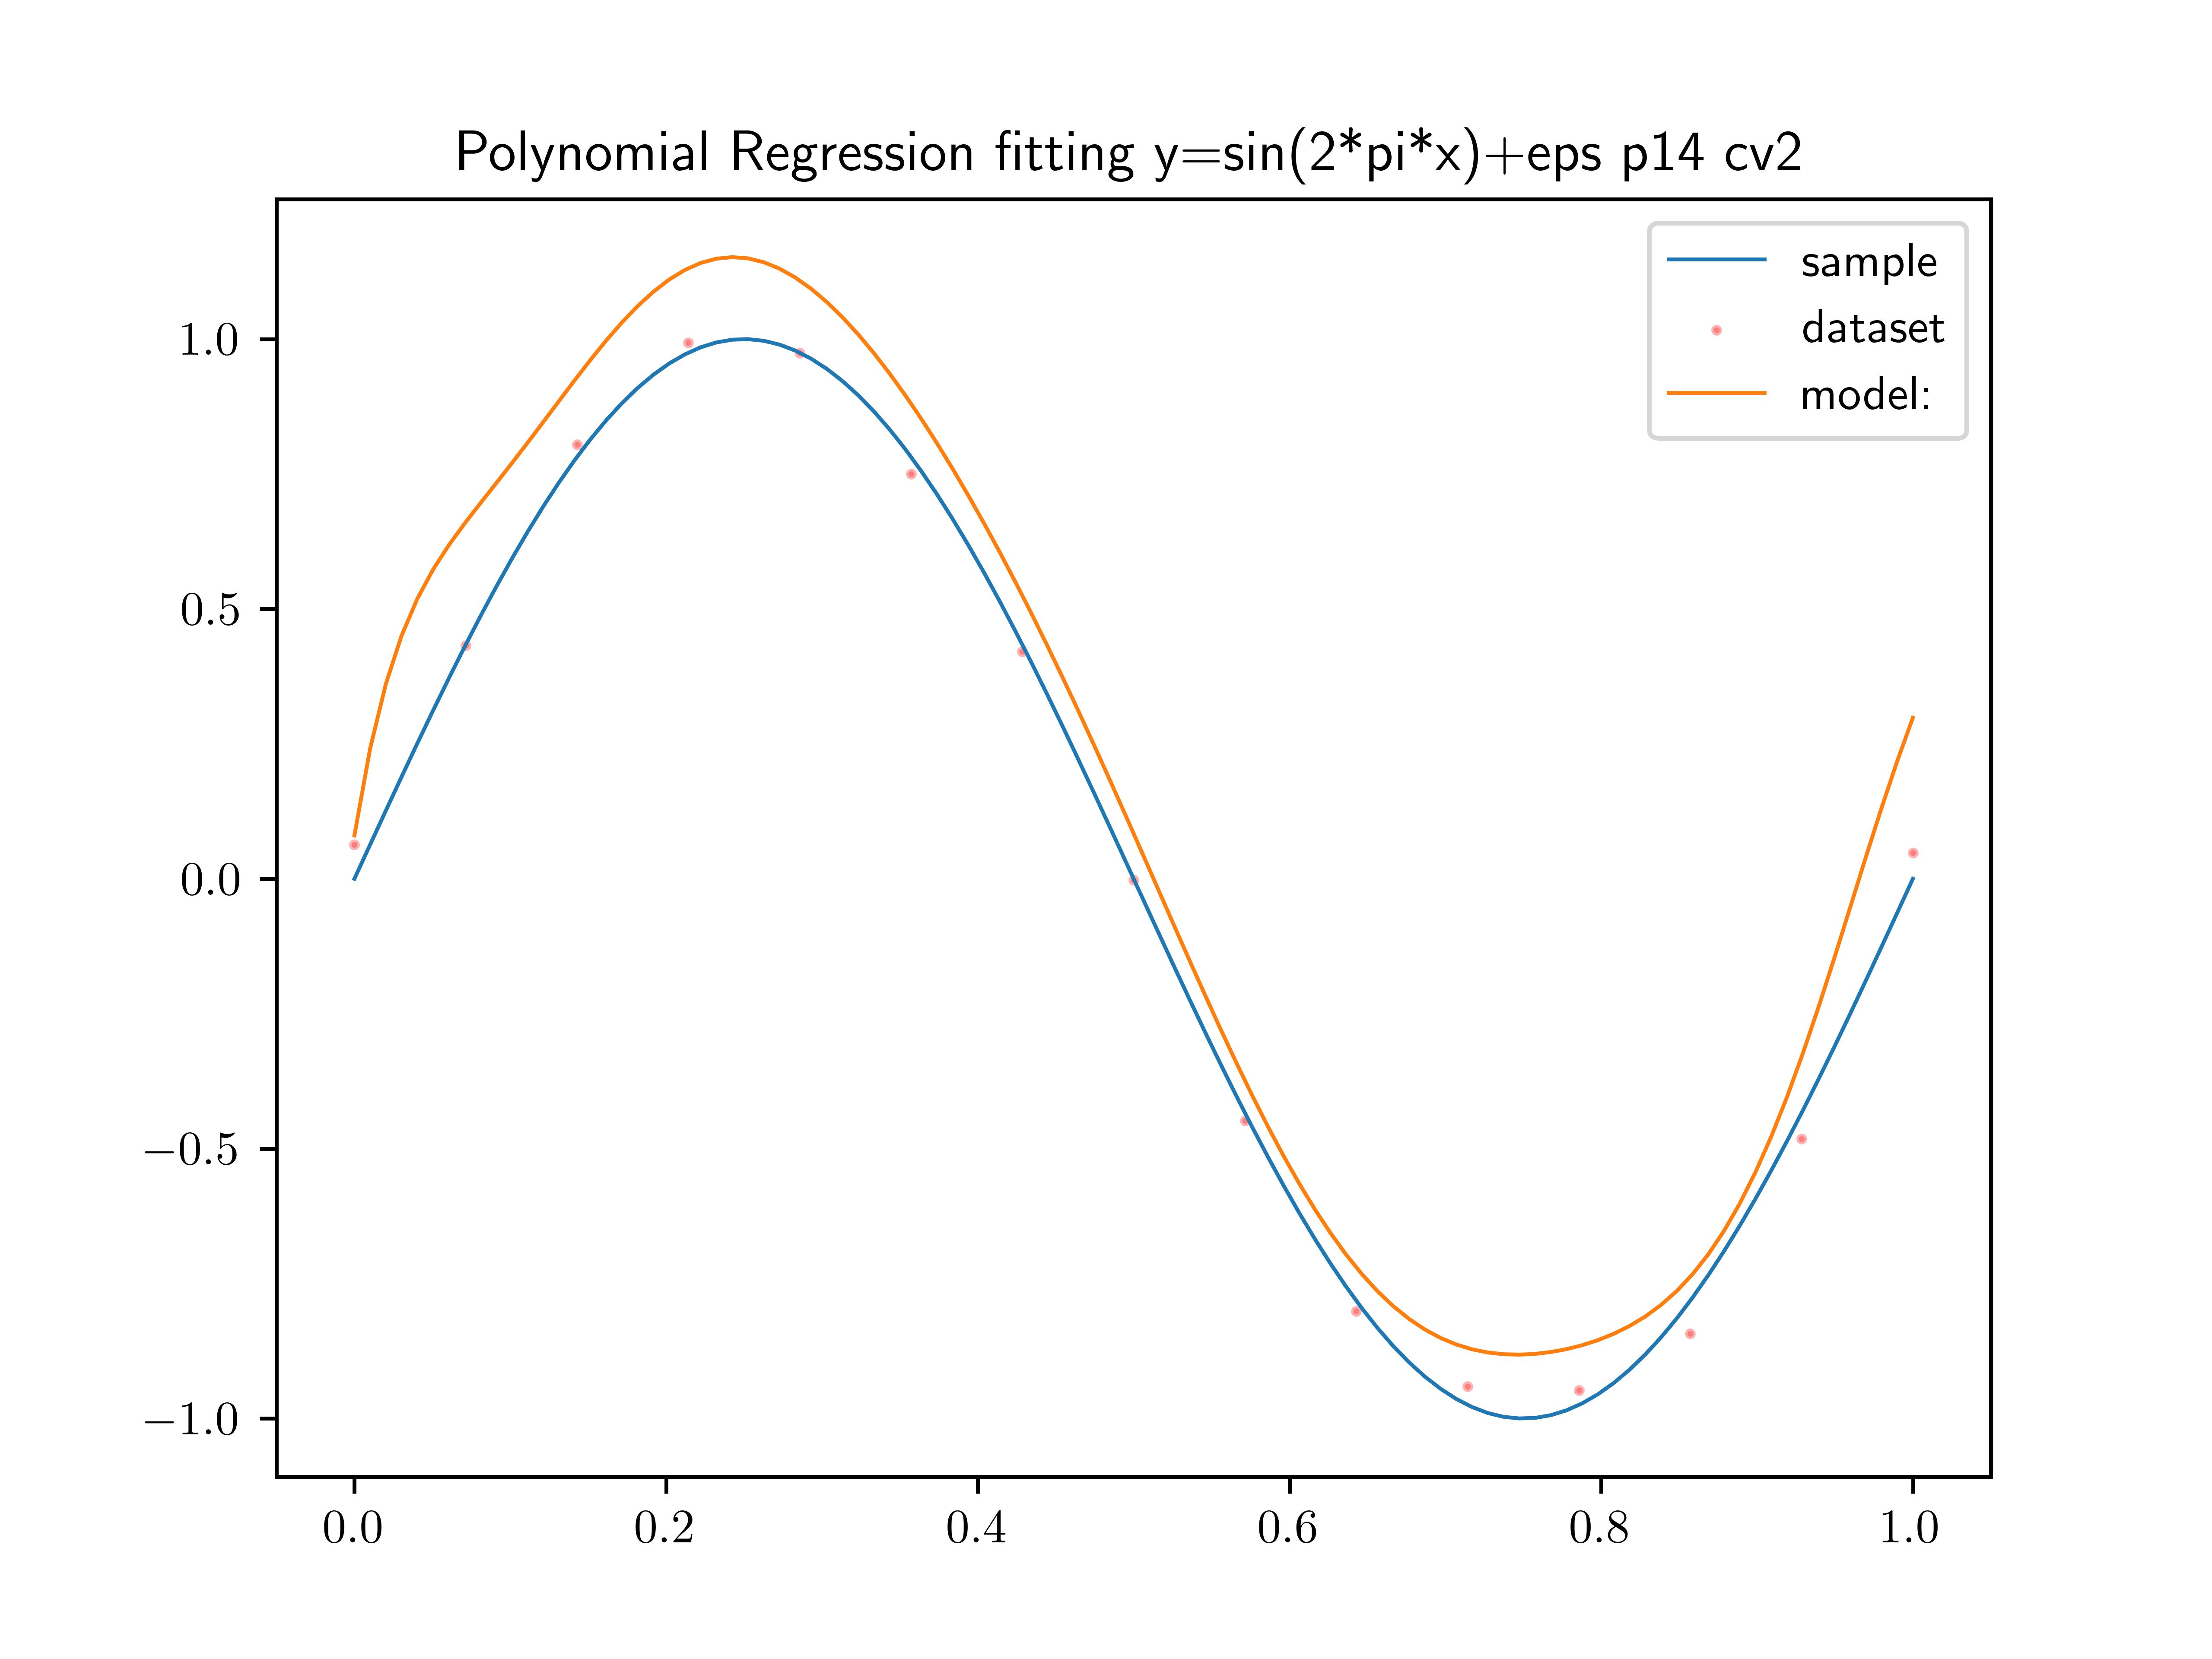 Polynomial Regression fitting y=sin(2*pi*x)+eps p14 cv2
sample
dataset
model:
1.0
0.5
0.0
−0.5
−1.0
0.0 0.2 0.4 0.6 0.8 1.0